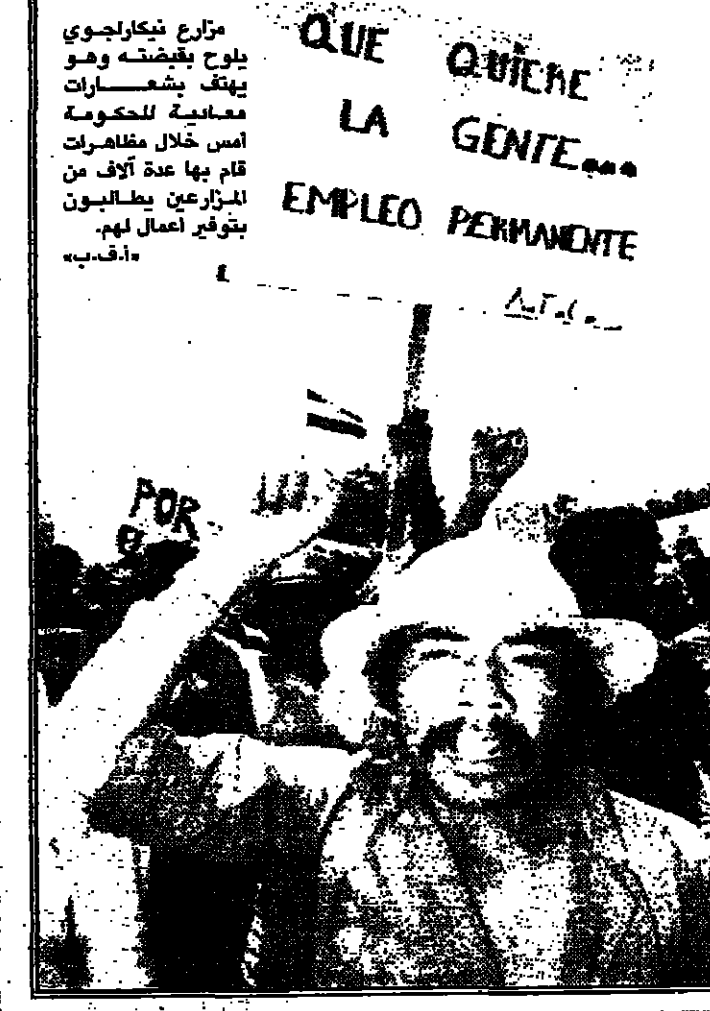 مزارع نيكاراجوي
يلوح بقبضته وهو
يهتف بشعارات
معادية للحكومة
أمس خلال مظاهرات
قام بها عدة آلاف من
المزارعين يطالبون
بتوفير أعمال لهم.
«أ.ف.ب»
QUE QUIERE
LA GENTE...
EMPLEO PERMANENTE
A.T.C.
POR